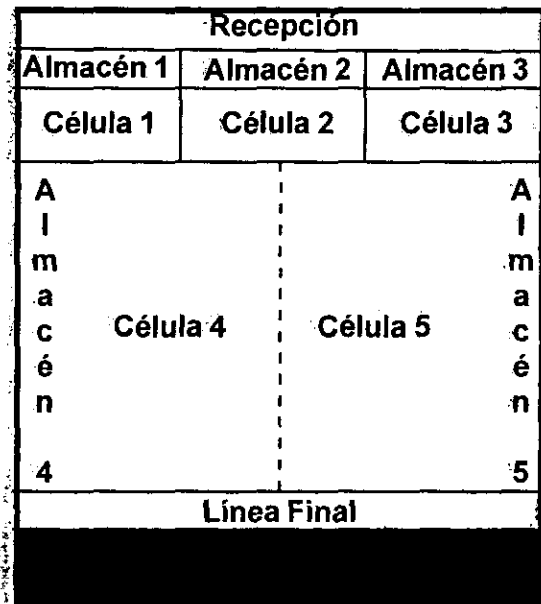 Recepción
Almacén 1 Almacén 2 Almacén 3
Célula 1 Célula 2 Célula 3
Almacén 4
Célula 4 Célula 5
Almacén 5
Línea Final